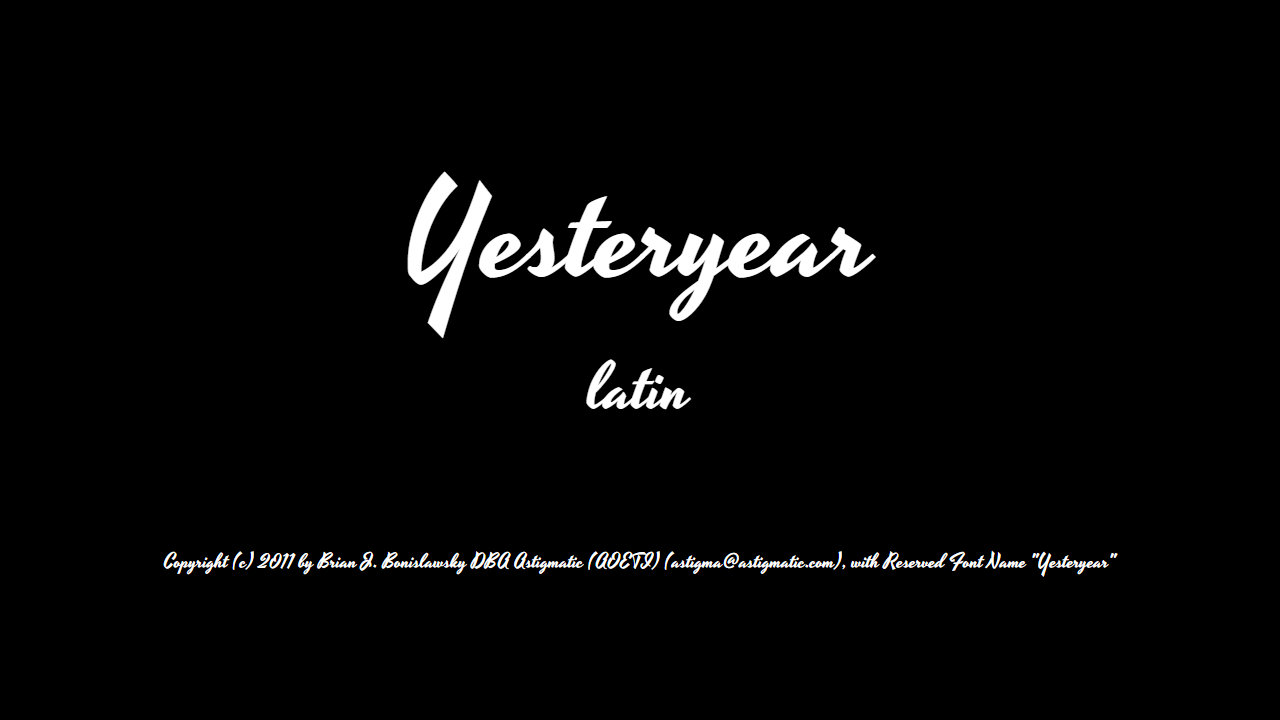 Yesteryear
latin
Copyright (c) 2011 by Brian J. Bonislawsky DBA Astigmatic (AOETI) (astigma@astigmatic.com), with Reserved Font Name "Yesteryear"